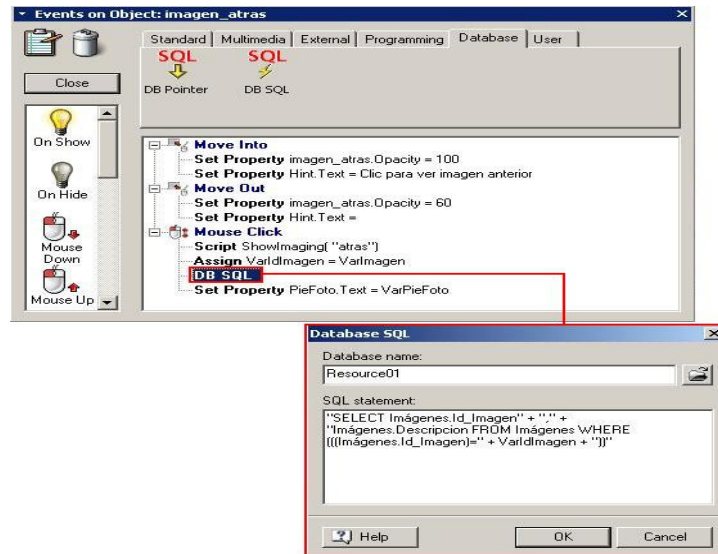 Events on Object: imagen_atras
Standard Multimedia External Programming Database User
Close
SQL SQL
DB Pointer DB SQL
On Show
On Hide
Mouse Down
Mouse Up
Move Into
Set Property imagen_atras.Opacity = 100
Set Property Hint.Text = Clic para ver imagen anterior
Move Out
Set Property imagen_atras.Opacity = 60
Set Property Hint.Text =
Mouse Click
Script ShowImaging( "atras")
Assign VarIdImagen = VarImagen
DB SQL
Set Property PieFoto.Text = VarPieFoto
Database SQL
Database name:
Resource01
SQL statement:
"SELECT Imágenes.Id_Imagen" + "," +
"Imágenes.Descripcion FROM Imágenes WHERE
(((Imágenes.Id_Imagen)=" + VarIdImagen + "))"
Help OK Cancel